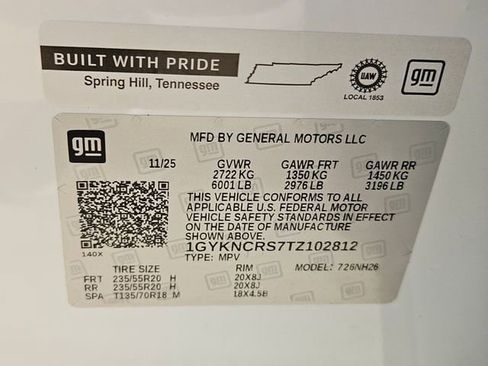 BUILT WITH PRIDE
Spring Hill, Tennessee
UAW
LOCAL 1853
gm
gm
MFD BY GENERAL MOTORS LLC
11/25 GVWR GAWR FRT GAWR RR
2722 KG 1350 KG 1450 KG
6001 LB 2976 LB 3196 LB
THIS VEHICLE CONFORMS TO ALL
APPLICABLE U.S. FEDERAL MOTOR
VEHICLE SAFETY STANDARDS IN EFFECT
ON THE DATE OF MANUFACTURE
SHOWN ABOVE.
1GYKNCRS7TZ102812
140X
TYPE: MPV MODEL: 726NH26
TIRE SIZE RIM
FRT 235/55R20 H 20X8J
RR 235/55R20 H 20X8J
SPA T135/70R18 M 18X4.5B